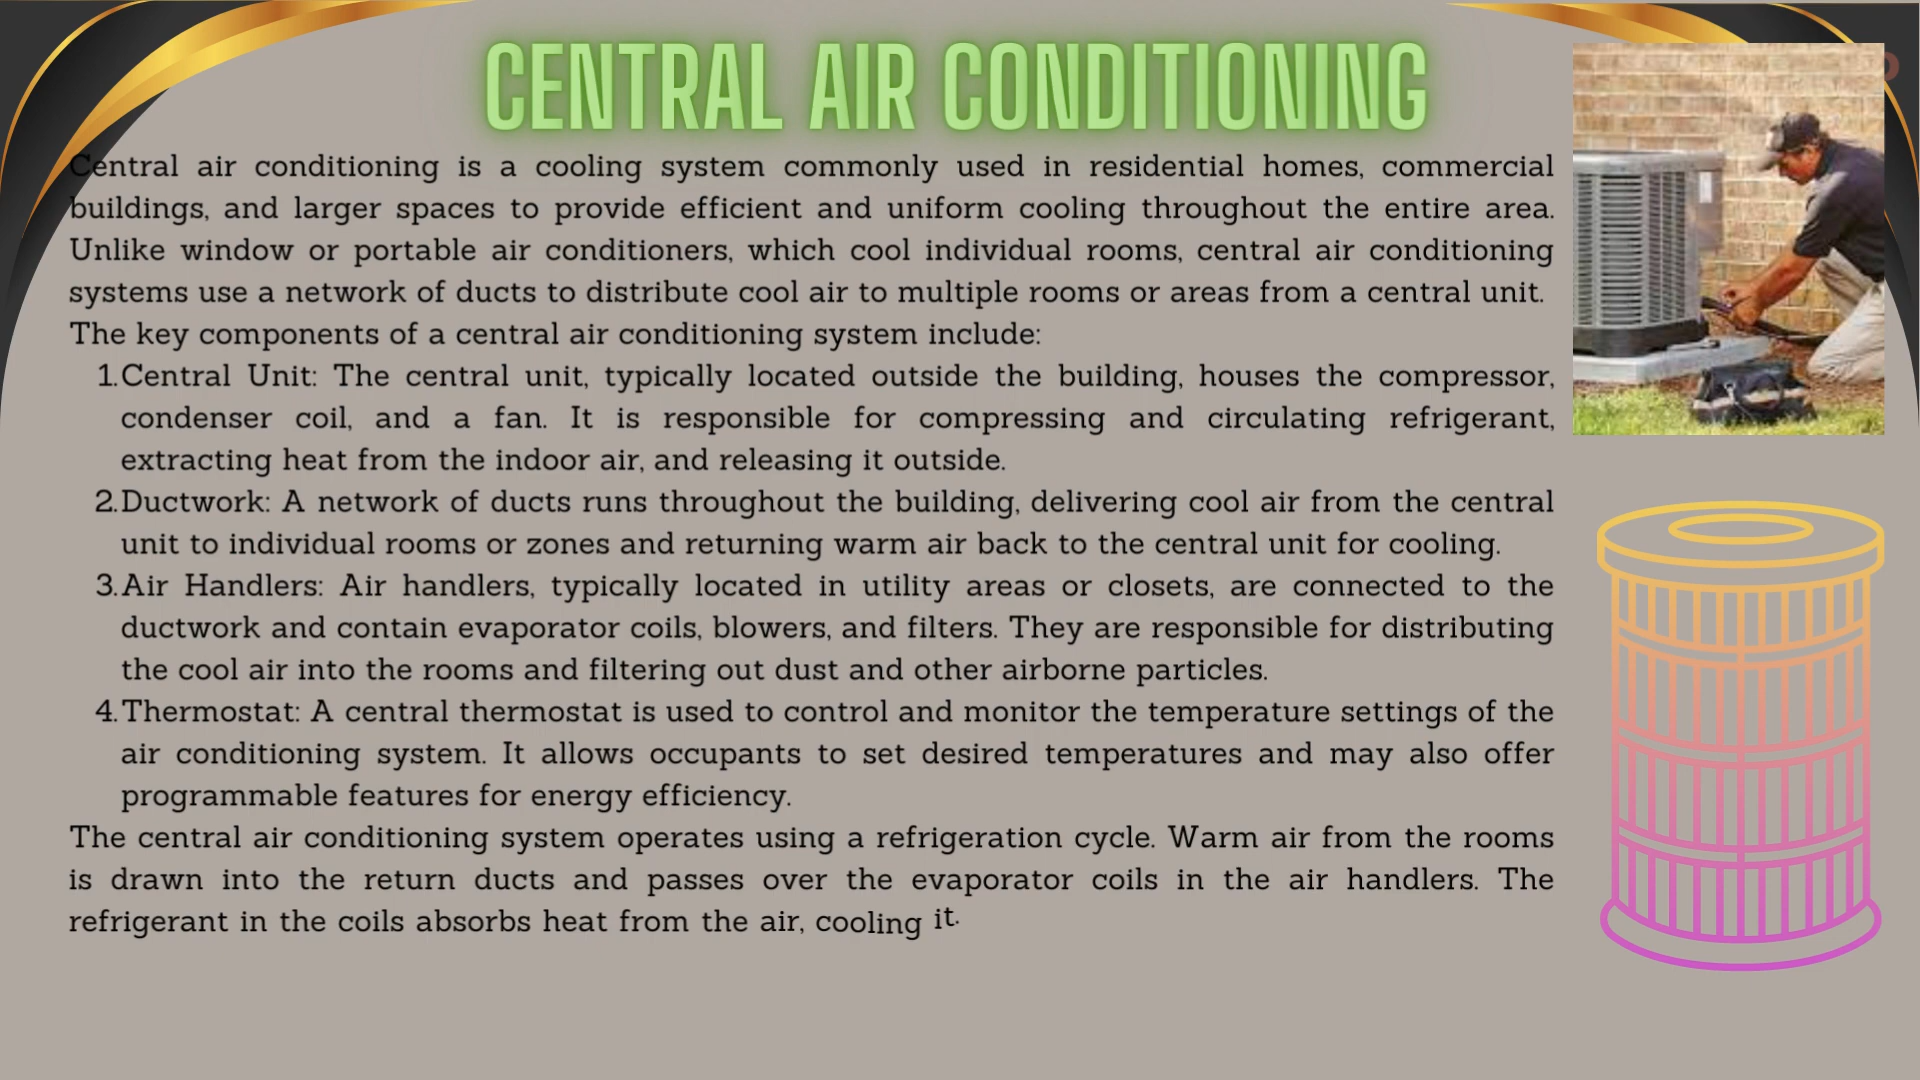 CENTRAL AIR CONDITIONING
Central air conditioning is a cooling system commonly used in residential homes, commercial
buildings, and larger spaces to provide efficient and uniform cooling throughout the entire area.
Unlike window or portable air conditioners, which cool individual rooms, central air conditioning
systems use a network of ducts to distribute cool air to multiple rooms or areas from a central unit.
The key components of a central air conditioning system include:
1. Central Unit: The central unit, typically located outside the building, houses the compressor,
condenser coil, and a fan. It is responsible for compressing and circulating refrigerant,
extracting heat from the indoor air, and releasing it outside.
2. Ductwork: A network of ducts runs throughout the building, delivering cool air from the central
unit to individual rooms or zones and returning warm air back to the central unit for cooling.
3. Air Handlers: Air handlers, typically located in utility areas or closets, are connected to the
ductwork and contain evaporator coils, blowers, and filters. They are responsible for distributing
the cool air into the rooms and filtering out dust and other airborne particles.
4. Thermostat: A central thermostat is used to control and monitor the temperature settings of the
air conditioning system. It allows occupants to set desired temperatures and may also offer
programmable features for energy efficiency.
The central air conditioning system operates using a refrigeration cycle. Warm air from the rooms
is drawn into the return ducts and passes over the evaporator coils in the air handlers. The
refrigerant in the coils absorbs heat from the air, cooling it.